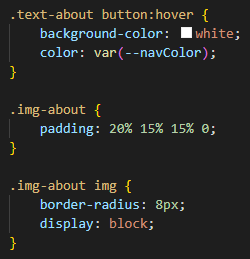 .text-about button:hover {
    background-color: white;
    color: var(--navColor);
}

.img-about {
    padding: 20% 15% 15% 0;
}

.img-about img {
    border-radius: 8px;
    display: block;
}